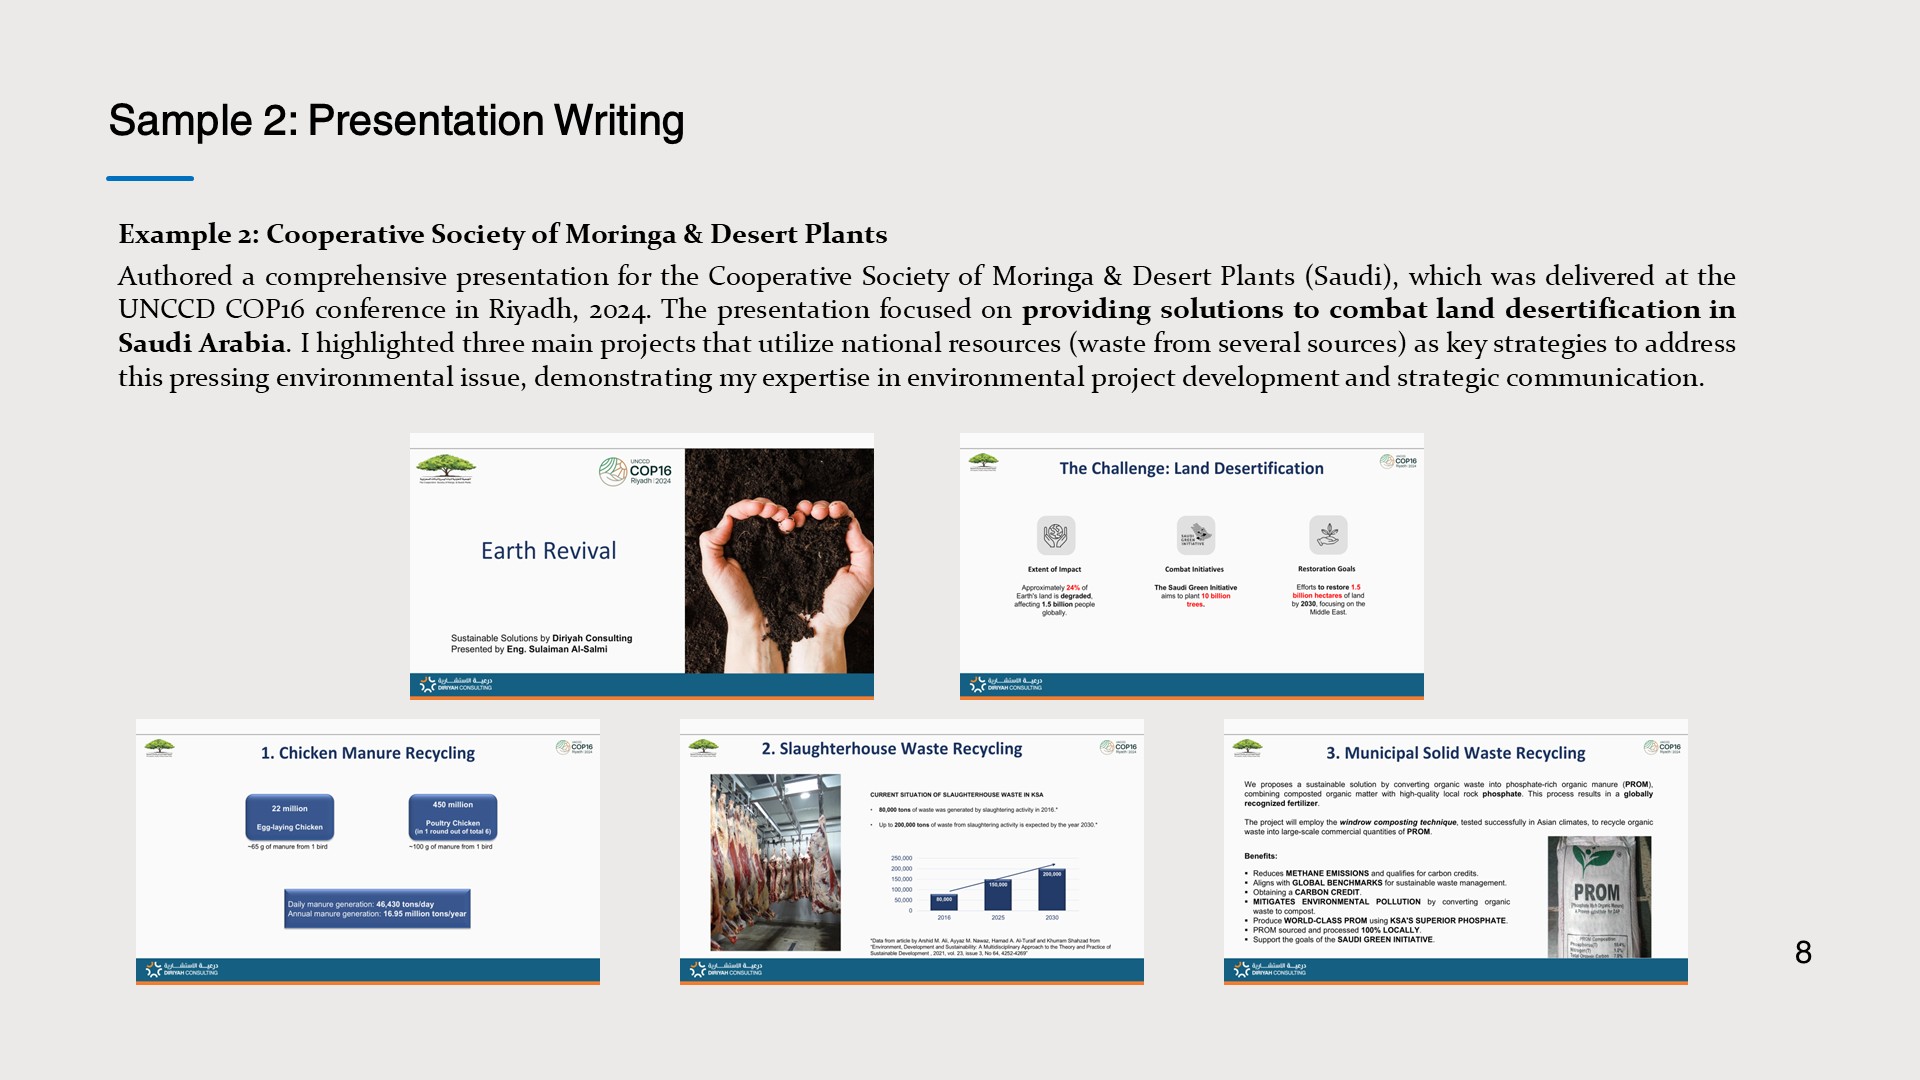 Sample 2: Presentation Writing
Example 2: Cooperative Society of Moringa & Desert Plants
Authored a comprehensive presentation for the Cooperative Society of Moringa & Desert Plants (Saudi), which was delivered at the
UNCCD COP16 conference in Riyadh, 2024. The presentation focused on providing solutions to combat land desertification in
Saudi Arabia. I highlighted three main projects that utilize national resources (waste from several sources) as key strategies to address
this pressing environmental issue, demonstrating my expertise in environmental project development and strategic communication.
UNCCD
COP16
Riyadh | 2024
Earth Revival
Sustainable Solutions by Diriyah Consulting
Presented by Eng. Sulaiman Al-Salmi
درعيـــة الاستشـــارية
DIRIYAH CONSULTING
The Challenge: Land Desertification
COP16
SAUDI
GREEN
INITIATIVE
Extent of Impact
Approximately 24% of
Earth's land is degraded,
affecting 1.5 billion people
globally.
Combat Initiatives
The Saudi Green Initiative
aims to plant 10 billion
trees.
Restoration Goals
Efforts to restore 1.5
billion hectares of land
by 2030, focusing on the
Middle East.
درعيـــة الاستشـــارية
DIRIYAH CONSULTING
1. Chicken Manure Recycling
COP16
22 million
Egg-laying Chicken
~65 g of manure from 1 bird
450 million
Poultry Chicken
(in 1 round out of total 6)
~100 g of manure from 1 bird
Daily manure generation: 46,430 tons/day
Annual manure generation: 16.95 million tons/year
درعيـــة الاستشـــارية
DIRIYAH CONSULTING
2. Slaughterhouse Waste Recycling
COP16
CURRENT SITUATION OF SLAUGHTERHOUSE WASTE IN KSA
• 80,000 tons of waste was generated by slaughtering activity in 2016.*
• Up to 200,000 tons of waste from slaughtering activity is expected by the year 2030.*
250,000
200,000
150,000
100,000
50,000
0
80,000
150,000
200,000
2016 2025 2030
*Data from article by Arshid M. Ali, Ayyaz M. Nawaz, Hamad A. Al-Turaif and Khurram Shahzad from
"Environment, Development and Sustainability: A Multidisciplinary Approach to the Theory and Practice of
Sustainable Development , 2021, vol. 23, issue 3, No 64, 4252-4269"
درعيـــة الاستشـــارية
DIRIYAH CONSULTING
3. Municipal Solid Waste Recycling
COP16
We proposes a sustainable solution by converting organic waste into phosphate-rich organic manure (PROM),
combining composted organic matter with high-quality local rock phosphate. This process results in a globally
recognized fertilizer.
The project will employ the windrow composting technique, tested successfully in Asian climates, to recycle organic
waste into large-scale commercial quantities of PROM.
Benefits:
• Reduces METHANE EMISSIONS and qualifies for carbon credits.
• Aligns with GLOBAL BENCHMARKS for sustainable waste management.
• Obtaining a CARBON CREDIT.
• MITIGATES ENVIRONMENTAL POLLUTION by converting organic
waste to compost.
• Produce WORLD-CLASS PROM using KSA'S SUPERIOR PHOSPHATE.
• PROM sourced and processed 100% LOCALLY.
• Support the goals of the SAUDI GREEN INITIATIVE.
PROM
درعيـــة الاستشـــارية
DIRIYAH CONSULTING
8